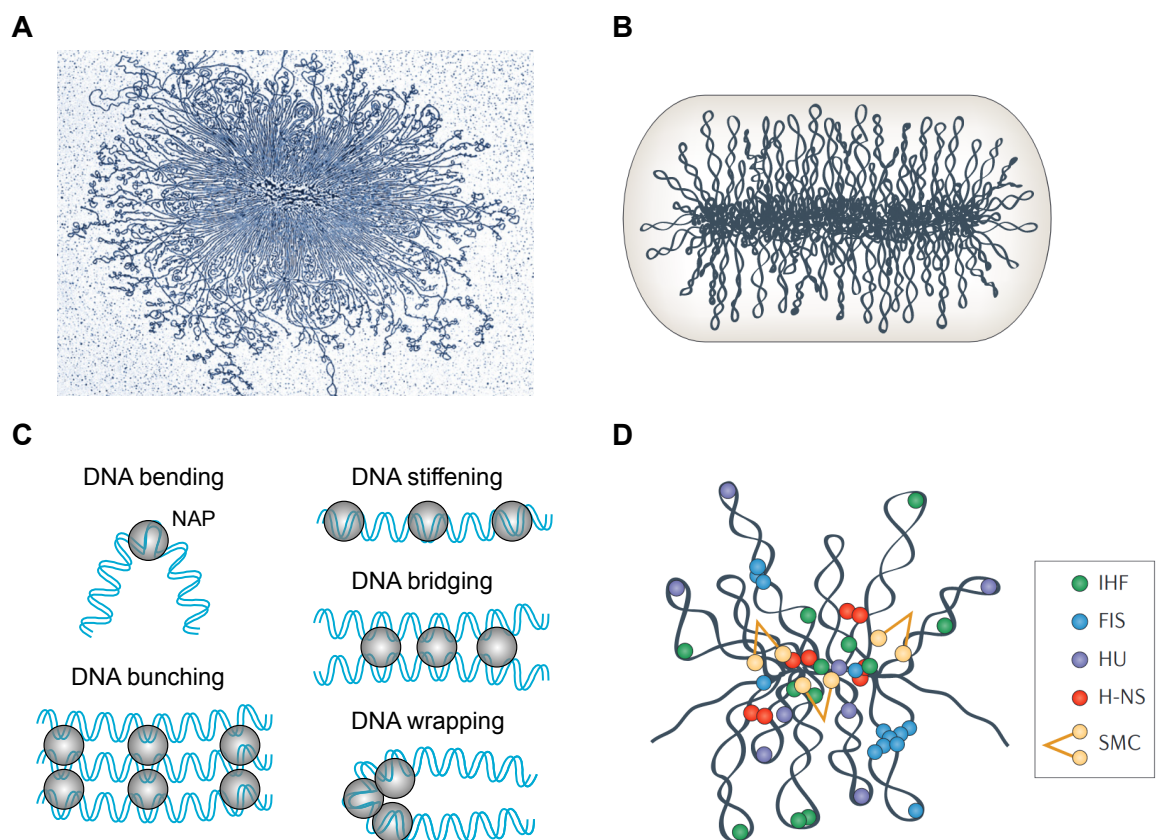 A
B
C
DNA bending
NAP
DNA bunching
DNA stiffening
DNA bridging
DNA wrapping
D
IHF
FIS
HU
H-NS
SMC